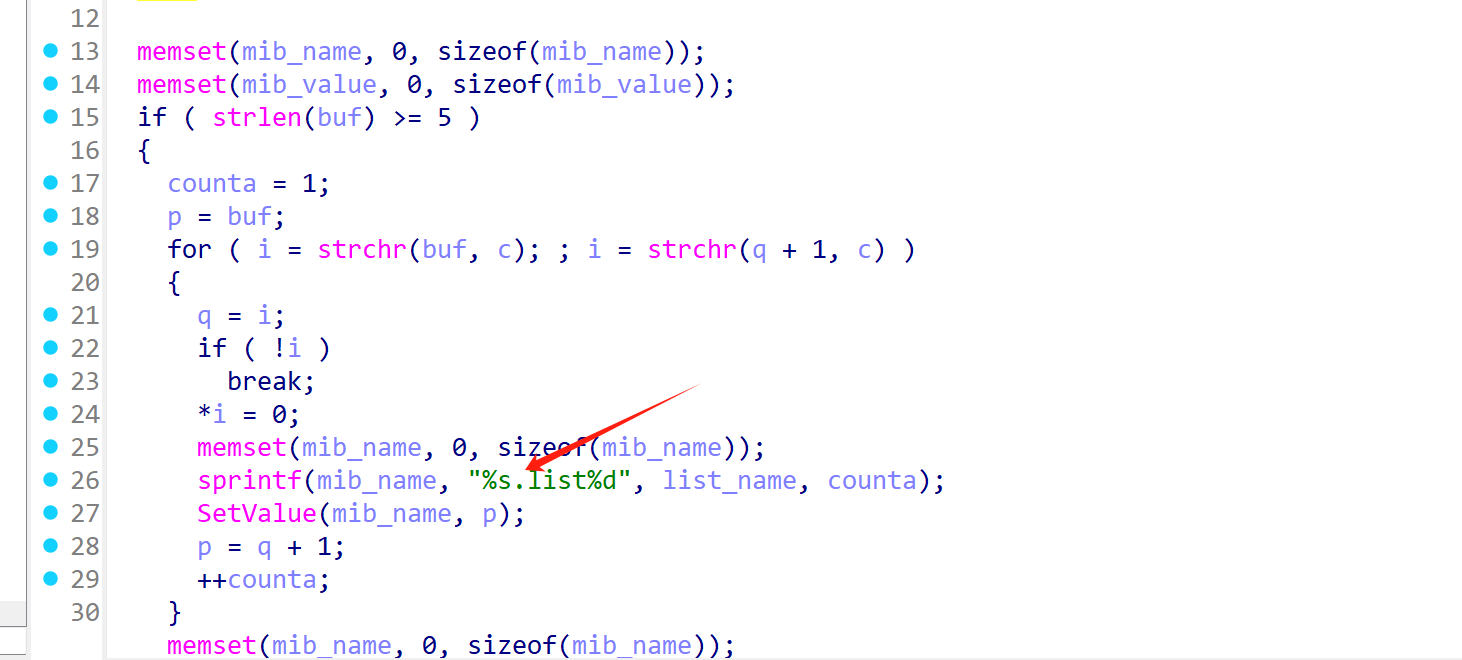 12
13 memset(mib_name, 0, sizeof(mib_name));
14 memset(mib_value, 0, sizeof(mib_value));
15 if ( strlen(buf) >= 5 )
16 {
17 counta = 1;
18 p = buf;
19 for ( i = strchr(buf, c); ; i = strchr(q + 1, c) )
20 {
21 q = i;
22 if ( !i )
23 break;
24 *i = 0;
25 memset(mib_name, 0, sizeof(mib_name));
26 sprintf(mib_name, "%s.list%d", list_name, counta);
27 SetValue(mib_name, p);
28 p = q + 1;
29 ++counta;
30 }
memset(mib_name, 0, sizeof(mib_name));